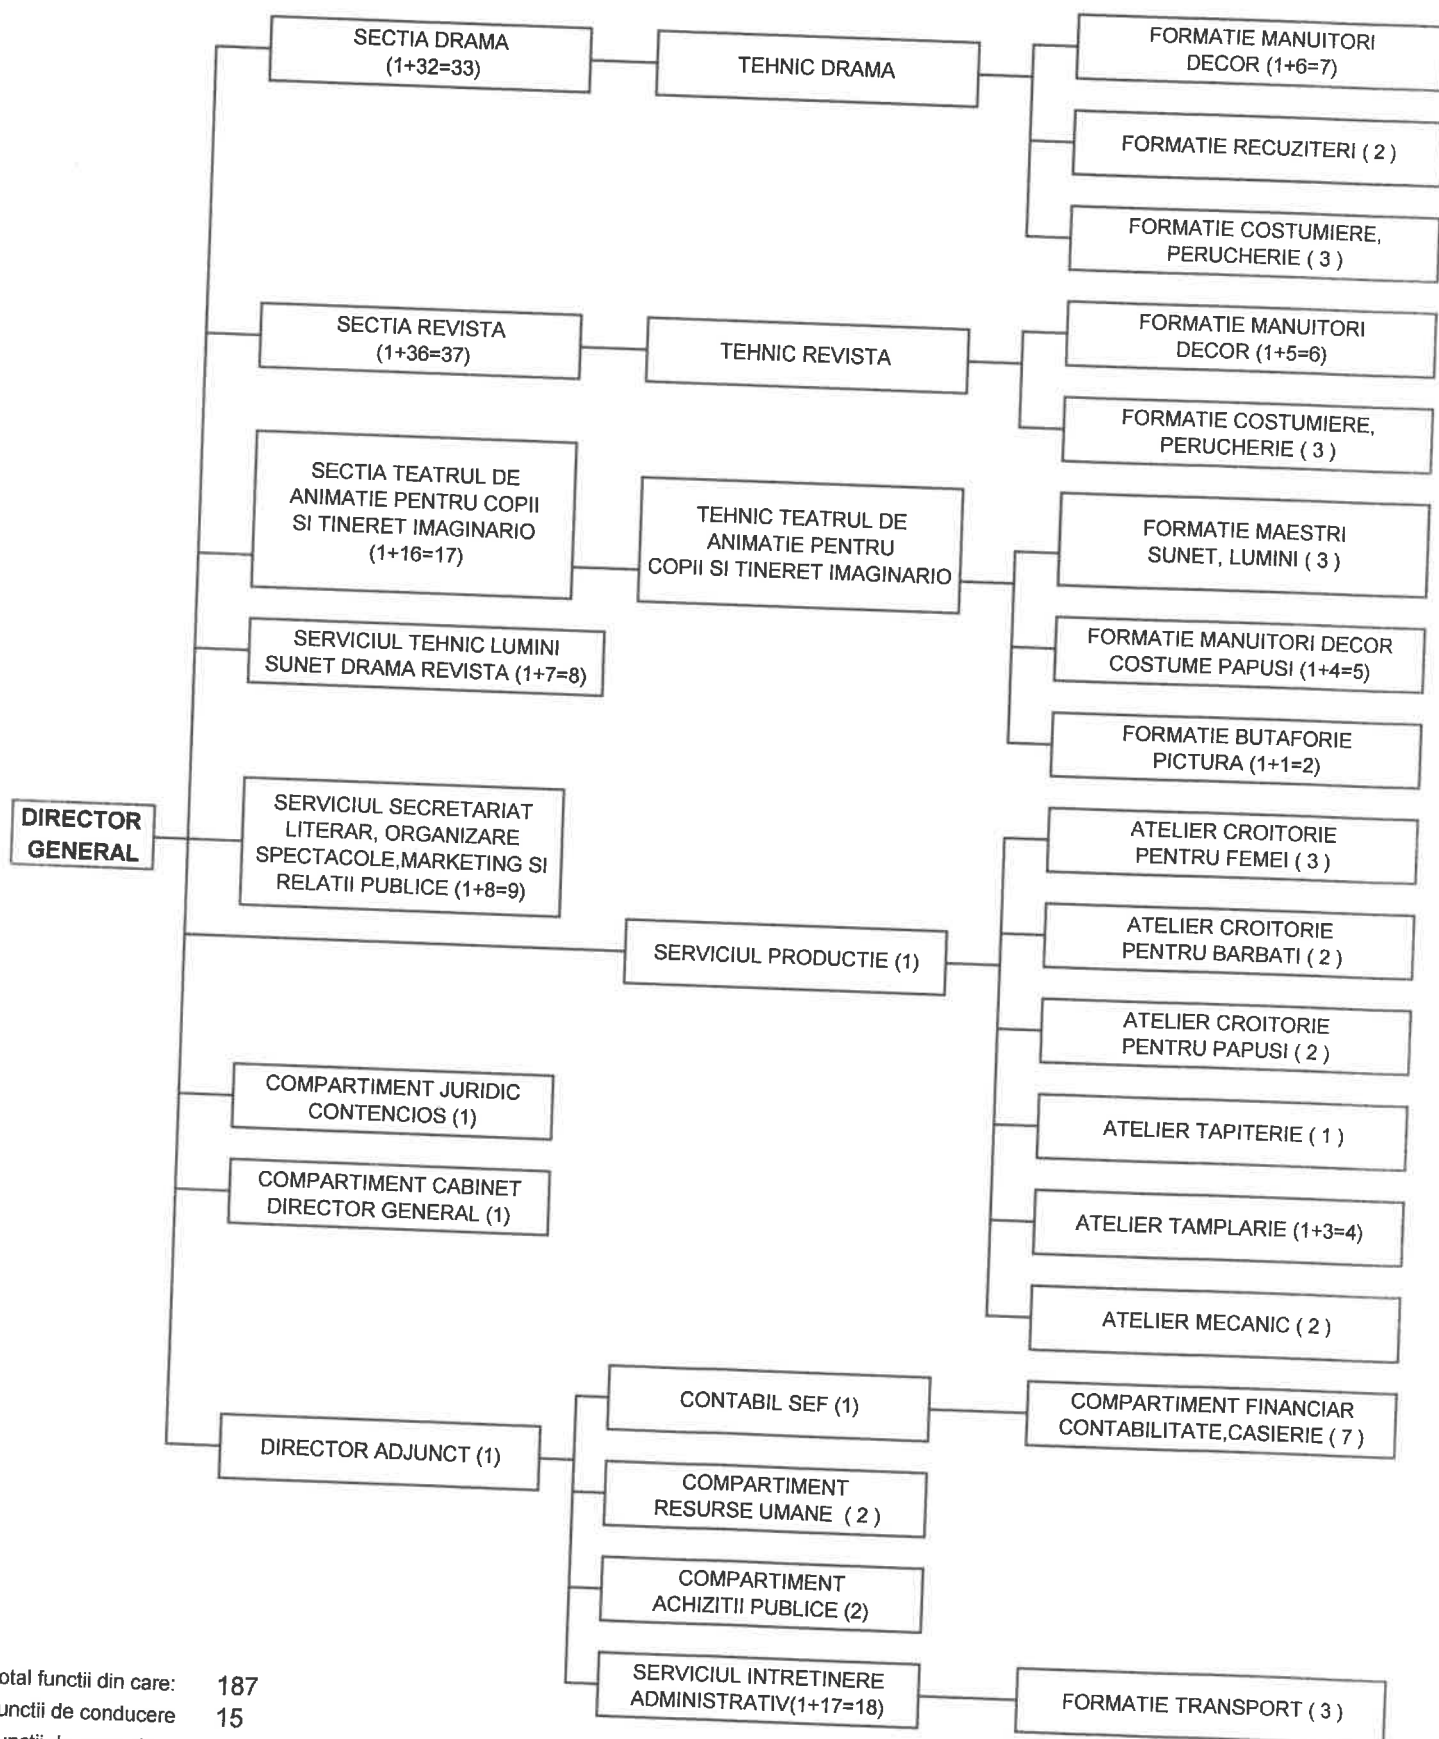 SECTIA DRAMA
(1+32=33)
TEHNIC DRAMA
FORMATIE MANUITORI
DECOR (1+6=7)
FORMATIE RECUZITERI ( 2 )
FORMATIE COSTUMIERE,
PERUCHERIE ( 3 )
SECTIA REVISTA
(1+36=37)
TEHNIC REVISTA
FORMATIE MANUITORI
DECOR (1+5=6)
FORMATIE COSTUMIERE,
PERUCHERIE ( 3 )
SECTIA TEATRUL DE
ANIMATIE PENTRU COPII
SI TINERET IMAGINARIO
(1+16=17)
TEHNIC TEATRUL DE
ANIMATIE PENTRU
COPII SI TINERET IMAGINARIO
FORMATIE MAESTRI
SUNET, LUMINI ( 3 )
FORMATIE MANUITORI DECOR
COSTUME PAPUSI (1+4=5)
FORMATIE BUTAFORIE
PICTURA (1+1=2)
SERVICIUL TEHNIC LUMINI
SUNET DRAMA REVISTA (1+7=8)
DIRECTOR
GENERAL
SERVICIUL SECRETARIAT
LITERAR, ORGANIZARE
SPECTACOLE,MARKETING SI
RELATII PUBLICE (1+8=9)
SERVICIUL PRODUCTIE (1)
ATELIER CROITORIE
PENTRU FEMEI ( 3 )
ATELIER CROITORIE
PENTRU BARBATI ( 2 )
ATELIER CROITORIE
PENTRU PAPUSI ( 2 )
ATELIER TAPITERIE ( 1 )
ATELIER TAMPLARIE (1+3=4)
ATELIER MECANIC ( 2 )
COMPARTIMENT JURIDIC
CONTENCIOS (1)
COMPARTIMENT CABINET
DIRECTOR GENERAL (1)
DIRECTOR ADJUNCT (1)
CONTABIL SEF (1)
COMPARTIMENT FINANCIAR
CONTABILITATE,CASIERIE ( 7 )
COMPARTIMENT
RESURSE UMANE ( 2 )
COMPARTIMENT
ACHIZITII PUBLICE (2)
SERVICIUL INTRETINERE
ADMINISTRATIV(1+17=18)
FORMATIE TRANSPORT ( 3 )
otal functii din care: 187
unctii de conducere 15